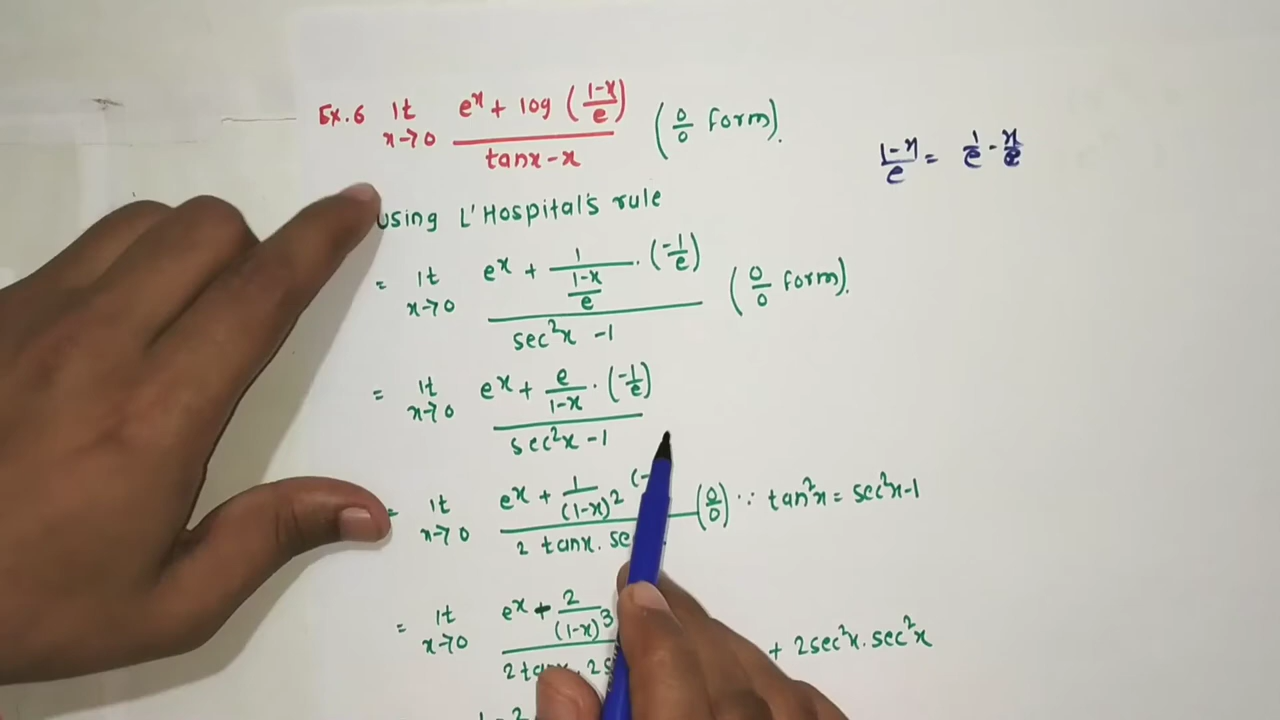 Ex.6 lt x→0 (e^x + log((1-x)/e)) / (tanx - x) (0/0 form).
(1-x)/e = 1/e - x/e
using L'Hospital's rule
= lt x→0 (e^x + 1/((1-x)/e) . (-1/e)) / (sec²x - 1) (0/0 form).
= lt x→0 (e^x + e/(1-x) . (-1/e)) / (sec²x - 1)
= lt x→0 (e^x + 1/(1-x)² (- / 2 tanx. (0/0) ∵ tan²x = sec²x-1
= lt x→0 e^x - 2/(1-x)³ / + 2sec²x.sec²x